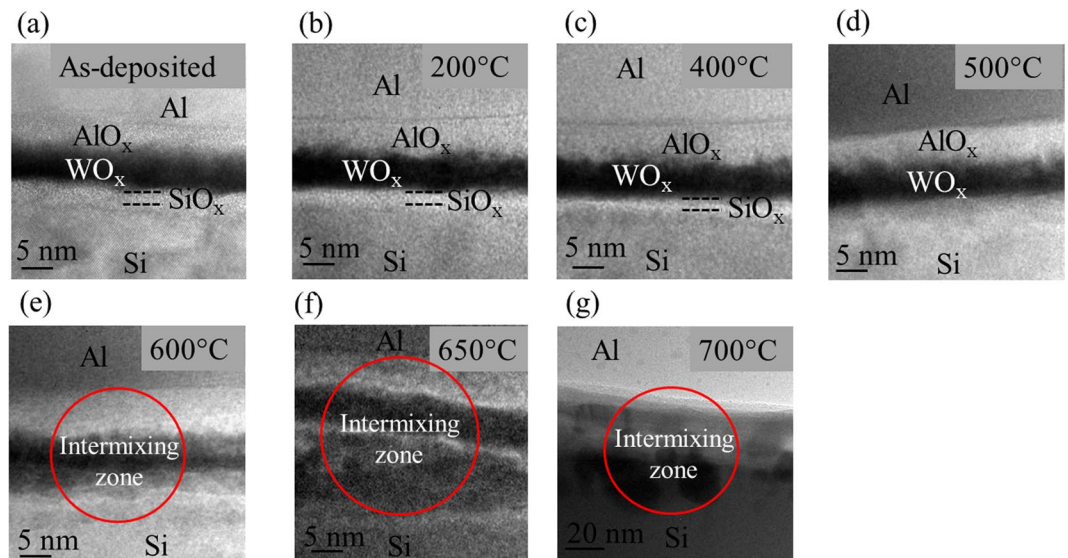 (a)
As-deposited
Al
AlOx
WOx
SiOx
5 nm
Si
(b)
200°C
Al
AlOx
WOx
SiOx
5 nm
Si
(c)
400°C
Al
AlOx
WOx
SiOx
5 nm
Si
(d)
500°C
Al
AlOx
WOx
5 nm
Si
(e)
600°C
Al
Intermixing
zone
5 nm
Si
(f)
Al
650°C
Intermixing
zone
5 nm
Si
(g)
Al
700°C
Intermixing
zone
20 nm
Si